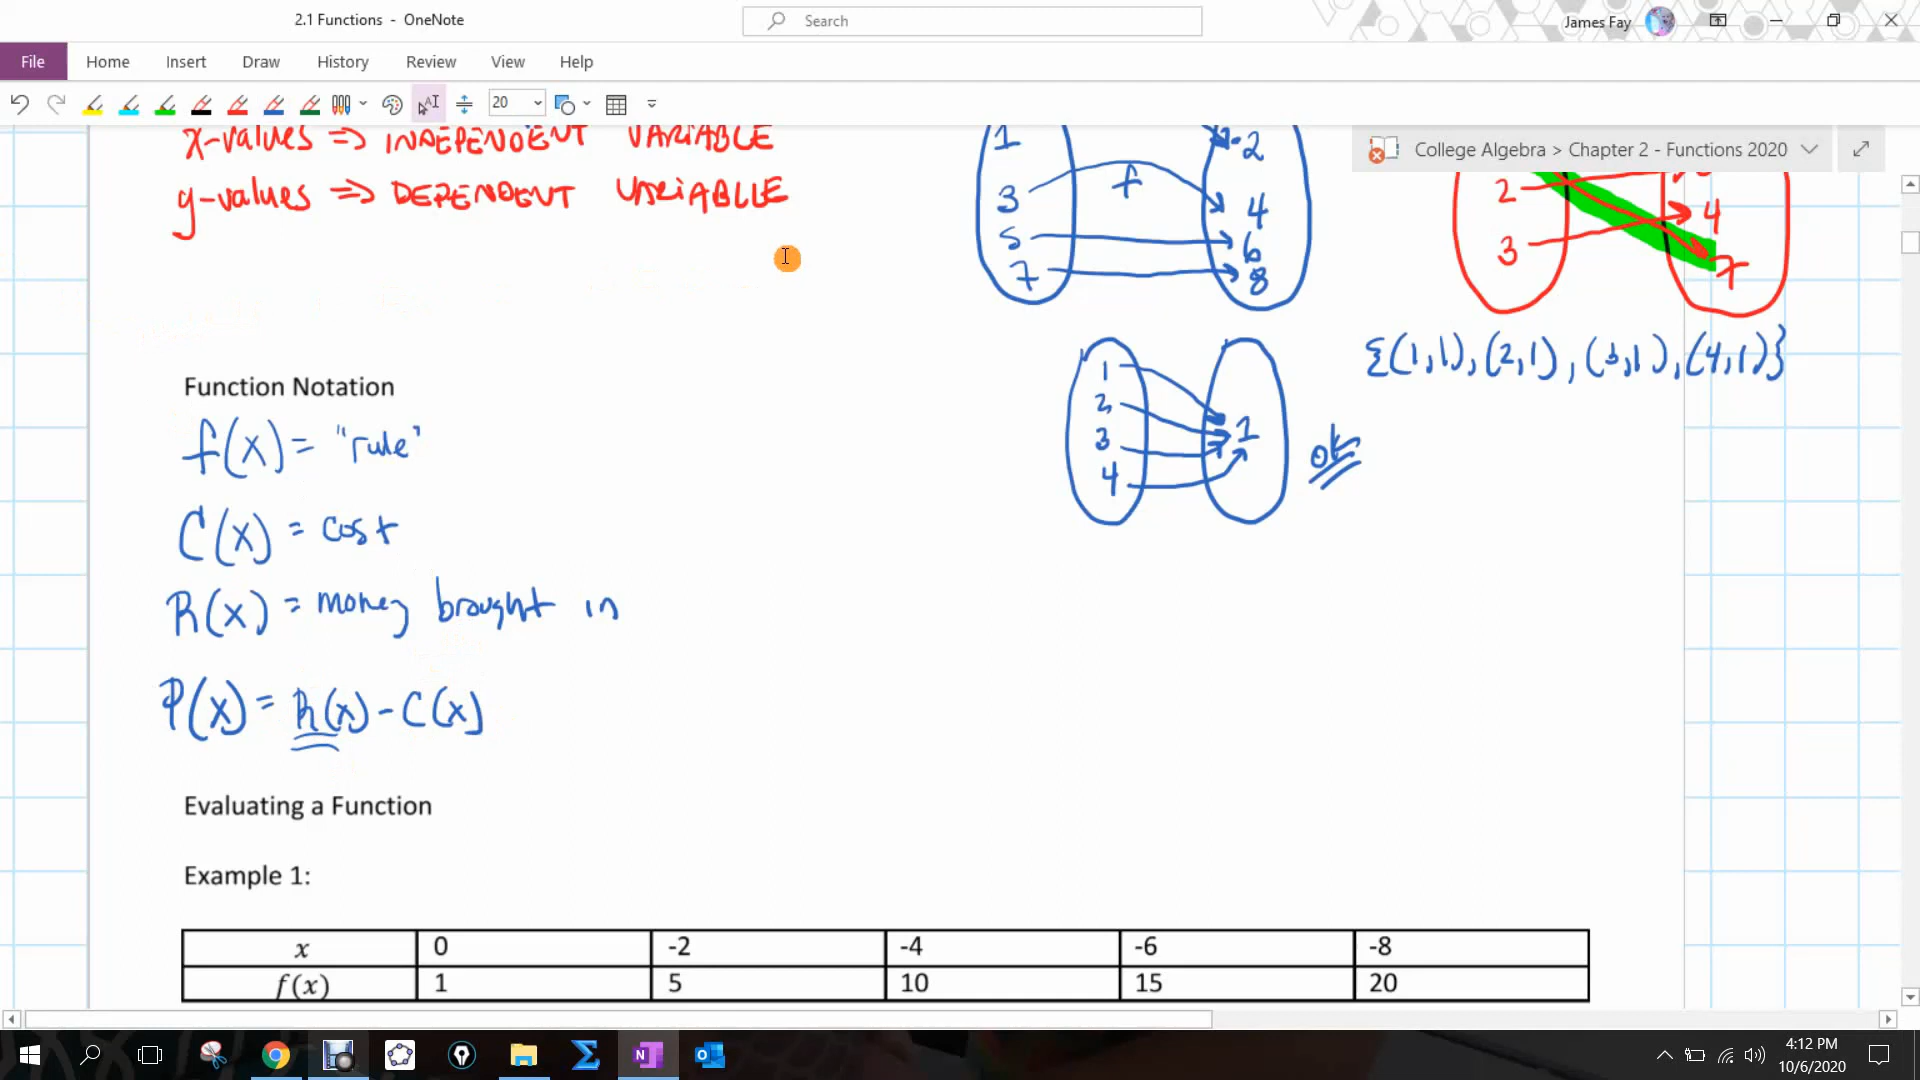 2.1 Functions - OneNote
Search
James Fay
File Home Insert Draw History Review View Help
20
College Algebra > Chapter 2 - Functions 2020
x-values => INDEPENDENT VARIABLE
y-values => DEPENDENT VARIABLE
1 -2
3 f 4
5 6
7 8
2
3 4
7
{(1,1), (2,1), (3,1), (4,1)}
1
2
3 1
4
ok
Function Notation
f(x) = "rule"
C(x) = cost
R(x) = money brought in
P(x) = R(x) - C(x)
Evaluating a Function
Example 1:
x 0 -2 -4 -6 -8
f(x) 1 5 10 15 20
4:12 PM
10/6/2020